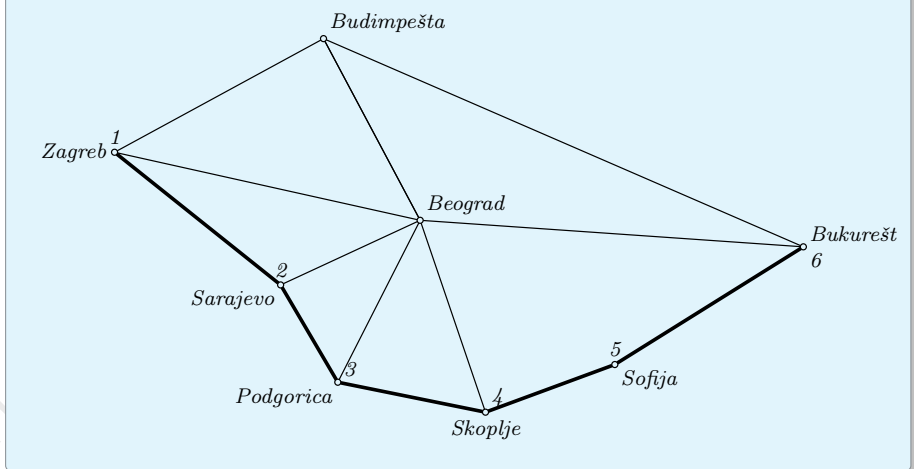 Budimpešta
1
Zagreb
Beograd
Bukurešt
6
2
Sarajevo
5
3
Sofija
Podgorica
4
Skoplje